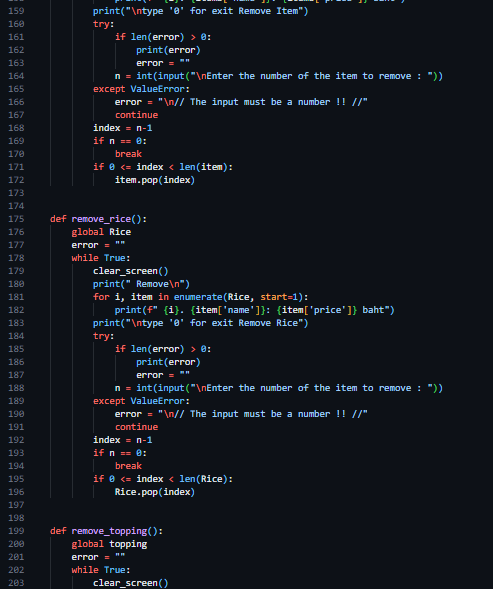 159 print("\ntype '0' for exit Remove Item")
160 try:
161 if len(error) > 0:
162 print(error)
163 error = ""
164 n = int(input("\nEnter the number of the item to remove : "))
165 except ValueError:
166 error = "\n// The input must be a number !! //"
167 continue
168 index = n-1
169 if n == 0:
170 break
171 if 0 <= index < len(item):
172 item.pop(index)
173
174
175 def remove_rice():
176 global Rice
177 error = ""
178 while True:
179 clear_screen()
180 print(" Remove\n")
181 for i, item in enumerate(Rice, start=1):
182 print(f" {i}. {item['name']}: {item['price']} baht")
183 print("\ntype '0' for exit Remove Rice")
184 try:
185 if len(error) > 0:
186 print(error)
187 error = ""
188 n = int(input("\nEnter the number of the item to remove : "))
189 except ValueError:
190 error = "\n// The input must be a number !! //"
191 continue
192 index = n-1
193 if n == 0:
194 break
195 if 0 <= index < len(Rice):
196 Rice.pop(index)
197
198
199 def remove_topping():
200 global topping
201 error = ""
202 while True:
203 clear_screen()